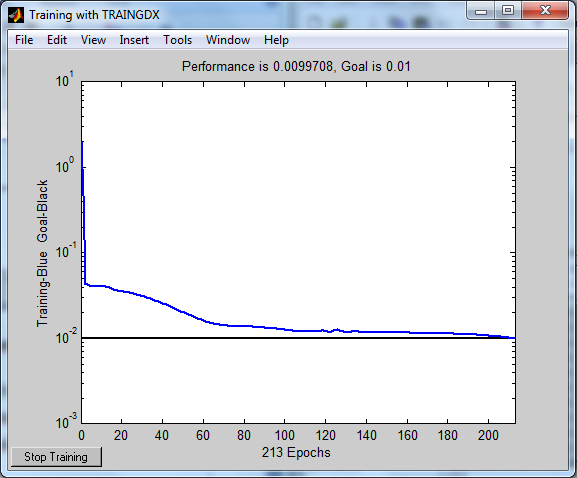 Training with TRAINGDX
File Edit View Insert Tools Window Help
Performance is 0.0099708, Goal is 0.01
10^1
10^0
10^-1
10^-2
10^-3
Training-Blue Goal-Black
0 20 40 60 80 100 120 140 160 180 200
213 Epochs
Stop Training